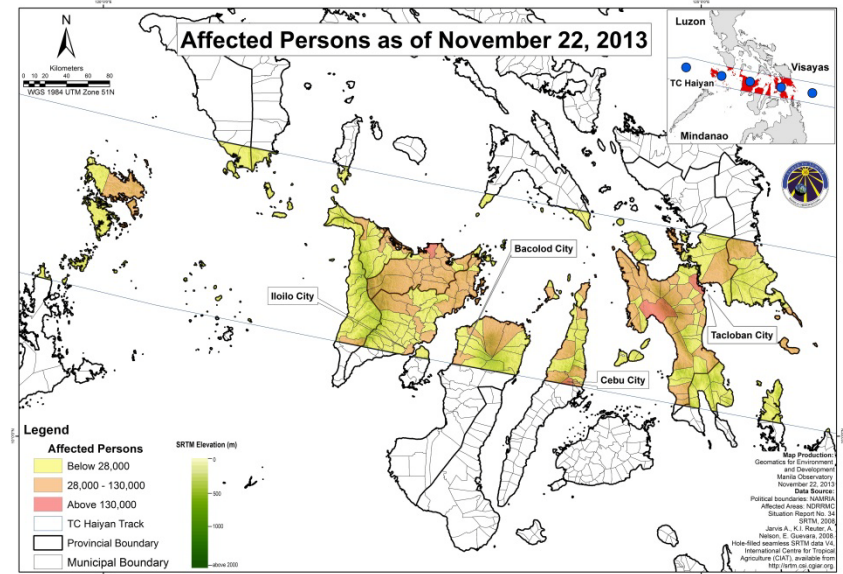 Affected Persons as of November 22, 2013
N
Kilometers
0 10 20 40 60 80
WGS 1984 UTM Zone 51N
Luzon
Visayas
TC Haiyan
Mindanao
Bacolod City
Iloilo City
Tacloban City
Cebu City
Legend
Affected Persons
Below 28,000
28,000 - 130,000
Above 130,000
TC Haiyan Track
Provincial Boundary
Municipal Boundary
SRTM Elevation (m)
0
500
1000
above 2000
Map Production:
Geomatics for Environment
and Development
Manila Observatory
November 22, 2013
Data Source:
Political boundaries: NAMRIA
Affected Areas: NDRRMC
Situation Report No. 34
SRTM, 2008
Jarvis A., K.I. Reuter, A.
Nelson, E. Guevara, 2008.
Hole-filled seamless SRTM data V4,
International Centre for Tropical
Agriculture (CIAT), available from
http://srtm.csi.cgiar.org.